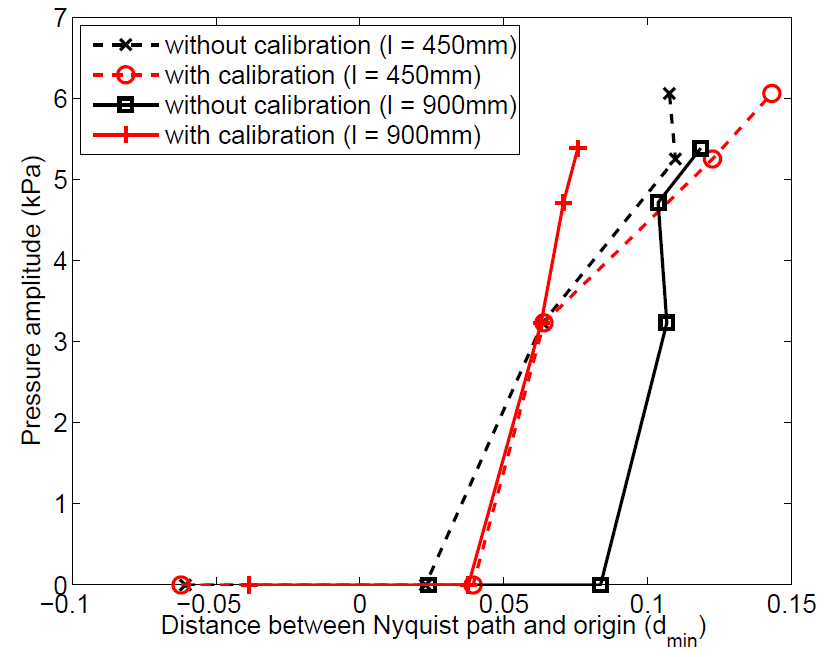 7
6
5
4
3
2
1
0
Pressure amplitude (kPa)
without calibration (l = 450mm)
with calibration (l = 450mm)
without calibration (l = 900mm)
with calibration (l = 900mm)
−0.1 −0.05 0 0.05 0.1 0.15
Distance between Nyquist path and origin (d_min)